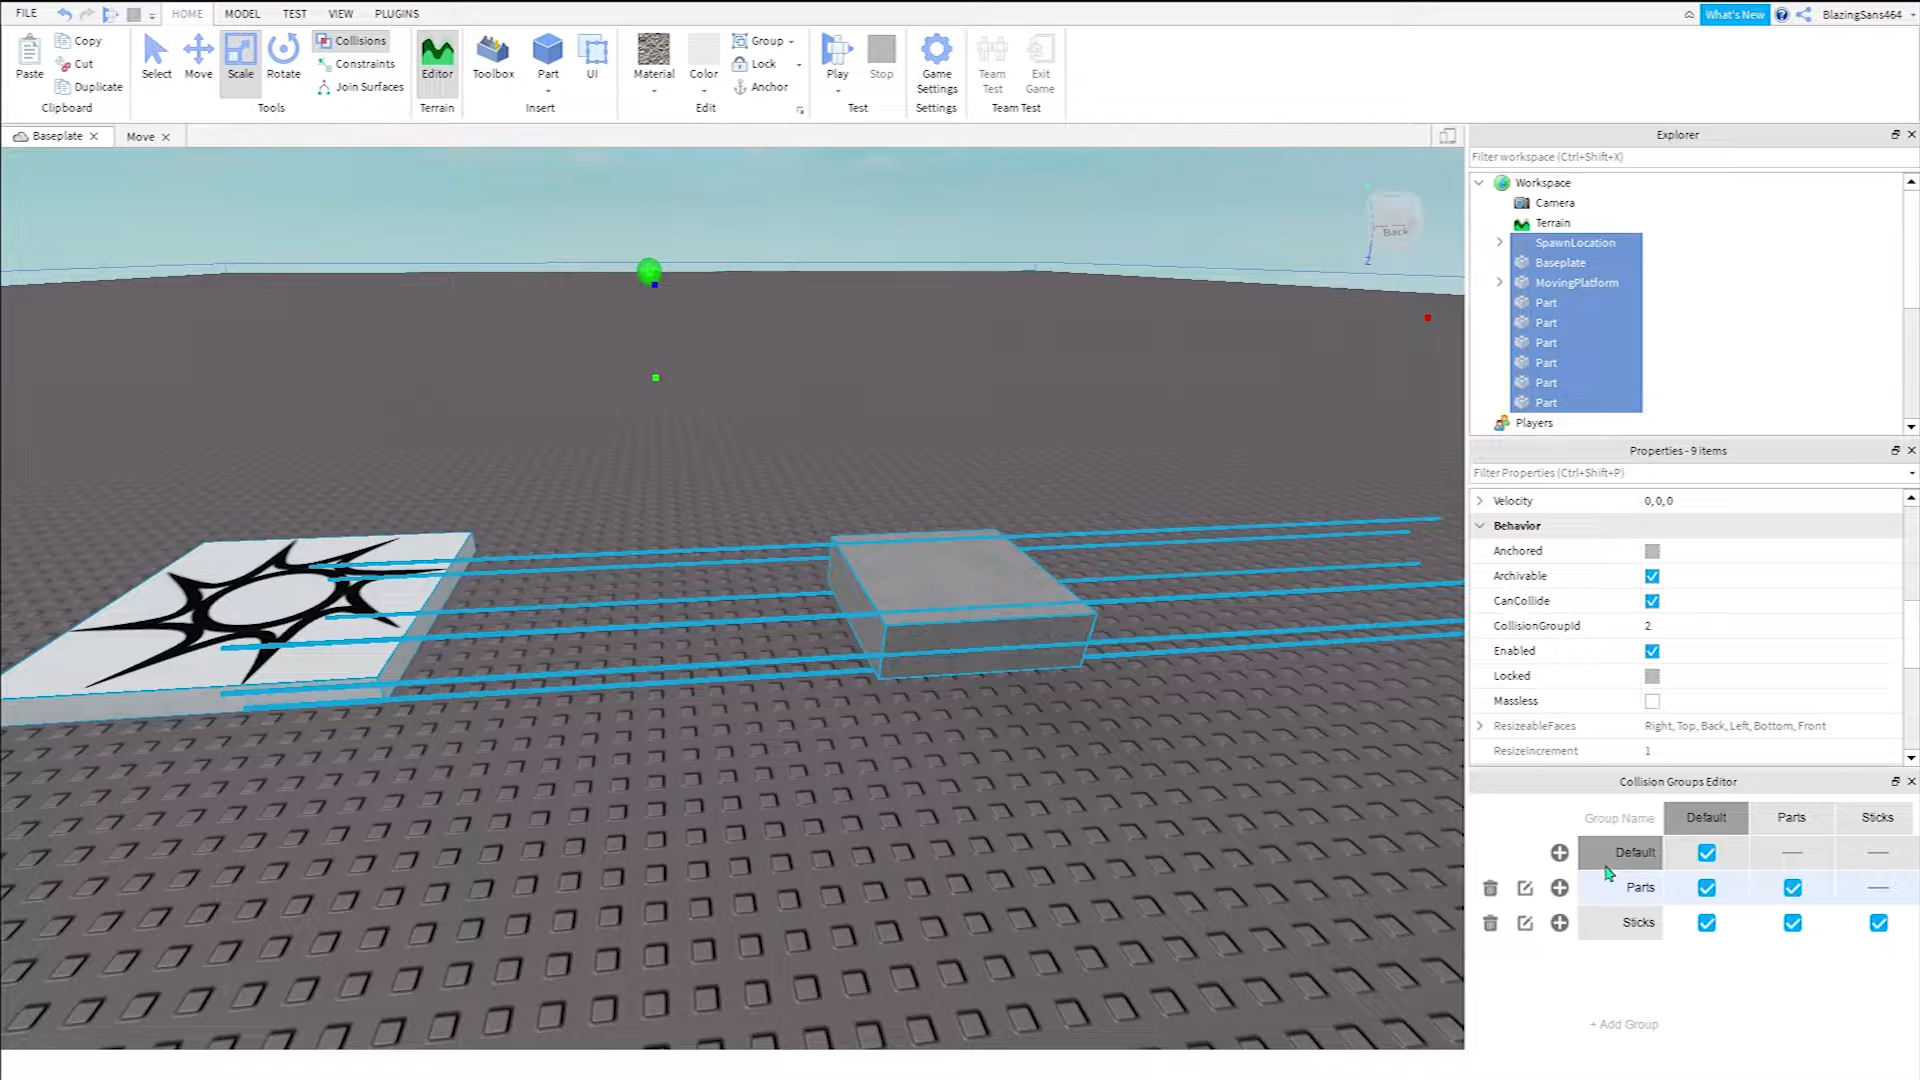 FILE HOME MODEL TEST VIEW PLUGINS What's New BlazingSans464
Paste Copy Cut Duplicate Clipboard
Select Move Scale Rotate Collisions Constraints Join Surfaces Tools
Editor Terrain
Toolbox Part UI Insert
Material Color Group Lock Anchor Edit
Play Stop Test
Game Settings Settings
Team Test Exit Game Team Test
Baseplate Move
Back
Z
Explorer
Filter workspace (Ctrl+Shift+X)
Workspace
Camera
Terrain
SpawnLocation
Baseplate
MovingPlatform
Part
Part
Part
Part
Part
Part
Players
Properties - 9 items
Filter Properties (Ctrl+Shift+P)
Velocity 0, 0, 0
Behavior
Anchored
Archivable
CanCollide
CollisionGroupId 2
Enabled
Locked
Massless
ResizeableFaces Right, Top, Back, Left, Bottom, Front
ResizeIncrement 1
Collision Groups Editor
Group Name Default Parts Sticks
Default
Parts
Sticks
+ Add Group